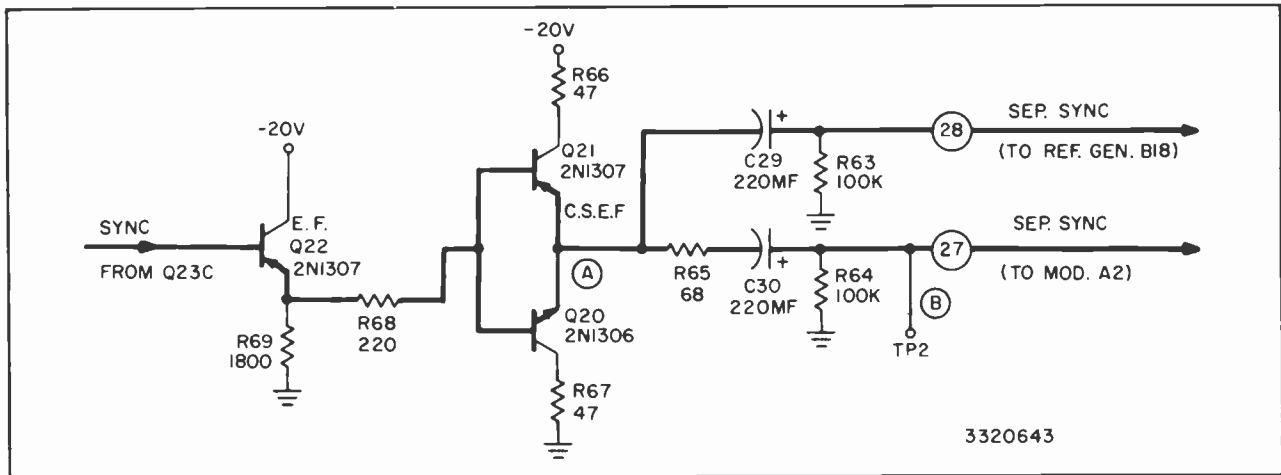 -20V
R66
47
-20V
Q21
2N1307
C.S.E.F
E. F.
Q22
2N1307
SYNC
FROM Q23C
R69
1800
R68
220
A
Q20
2N1306
R67
47
C29
220MF
+
R63
100K
28
SEP. SYNC
(TO REF. GEN. B18)
R65
68
C30
220MF
+
R64
100K
27
SEP. SYNC
(TO MOD. A2)
B
TP2
3320643